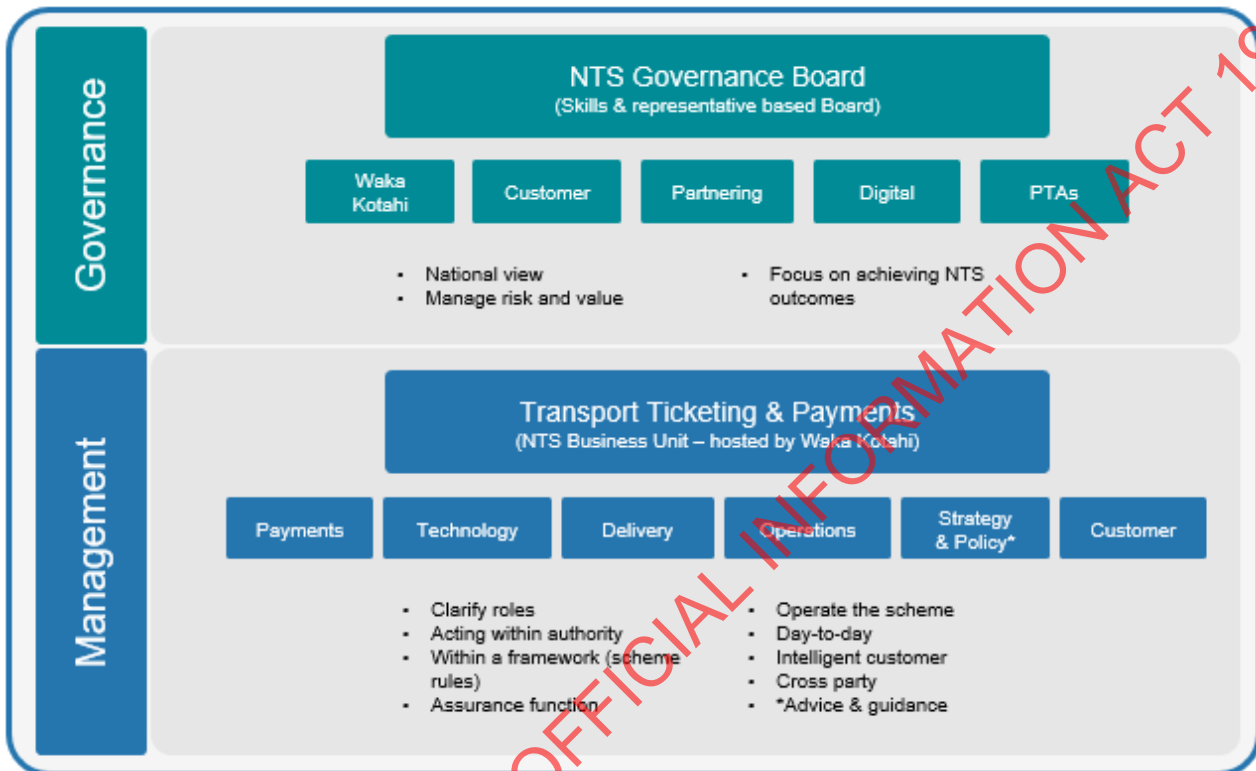 Governance
NTS Governance Board
(Skills & representative based Board)
Waka
Kotahi
Customer
Partnering
Digital
PTAs
• National view
• Manage risk and value
• Focus on achieving NTS
outcomes
Management
Transport Ticketing & Payments
(NTS Business Unit – hosted by Waka Kotahi)
Payments
Technology
Delivery
Operations
Strategy
& Policy*
Customer
• Clarify roles
• Acting within authority
• Within a framework (scheme
rules)
• Assurance function
• Operate the scheme
• Day-to-day
• Intelligent customer
• Cross party
• *Advice & guidance
OFFICIAL INFORMATION ACT